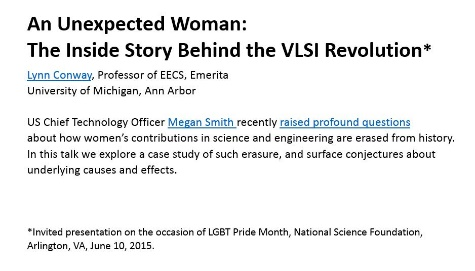 An Unexpected Woman:
The Inside Story Behind the VLSI Revolution*
Lynn Conway, Professor of EECS, Emerita
University of Michigan, Ann Arbor
US Chief Technology Officer Megan Smith recently raised profound questions
about how women’s contributions in science and engineering are erased from history.
In this talk we explore a case study of such erasure, and surface conjectures about
underlying causes and effects.
*Invited presentation on the occasion of LGBT Pride Month, National Science Foundation,
Arlington, VA, June 10, 2015.